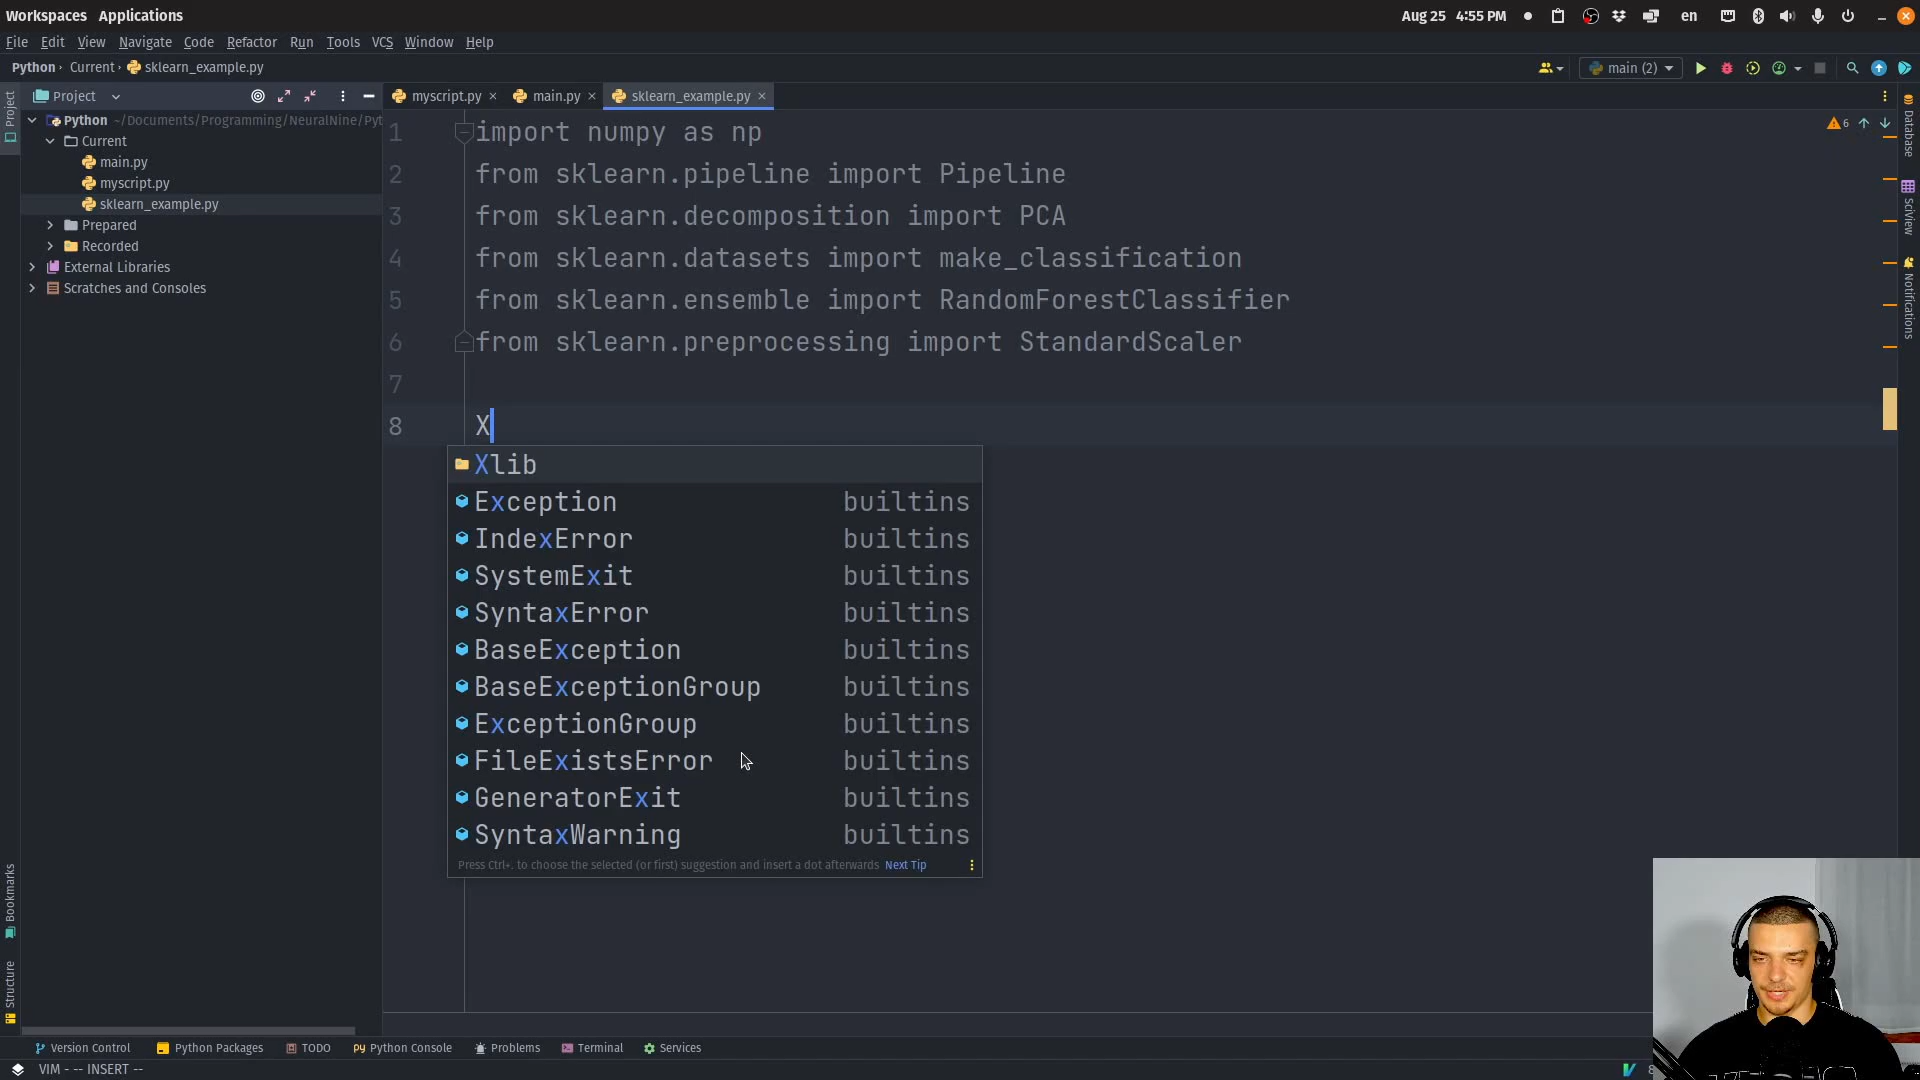 Workspaces Applications
Aug 25 4:55 PM
en
File Edit View Navigate Code Refactor Run Tools VCS Window Help
Python Current sklearn_example.py
main (2)
Project
myscript.py
main.py
sklearn_example.py
Project
Python ~/Documents/Programming/NeuralNine/Pyt
Current
main.py
myscript.py
sklearn_example.py
Prepared
Recorded
External Libraries
Scratches and Consoles
1 import numpy as np
2 from sklearn.pipeline import Pipeline
3 from sklearn.decomposition import PCA
4 from sklearn.datasets import make_classification
5 from sklearn.ensemble import RandomForestClassifier
6 from sklearn.preprocessing import StandardScaler
7
8 X
6
Xlib
Exception builtins
IndexError builtins
SystemExit builtins
SyntaxError builtins
BaseException builtins
BaseExceptionGroup builtins
ExceptionGroup builtins
FileExistsError builtins
GeneratorExit builtins
SyntaxWarning builtins
Press Ctrl+. to choose the selected (or first) suggestion and insert a dot afterwards Next Tip
Database
SciView
Notifications
Bookmarks
Structure
Version Control Python Packages TODO Python Console Problems Terminal Services
VIM - -- INSERT --